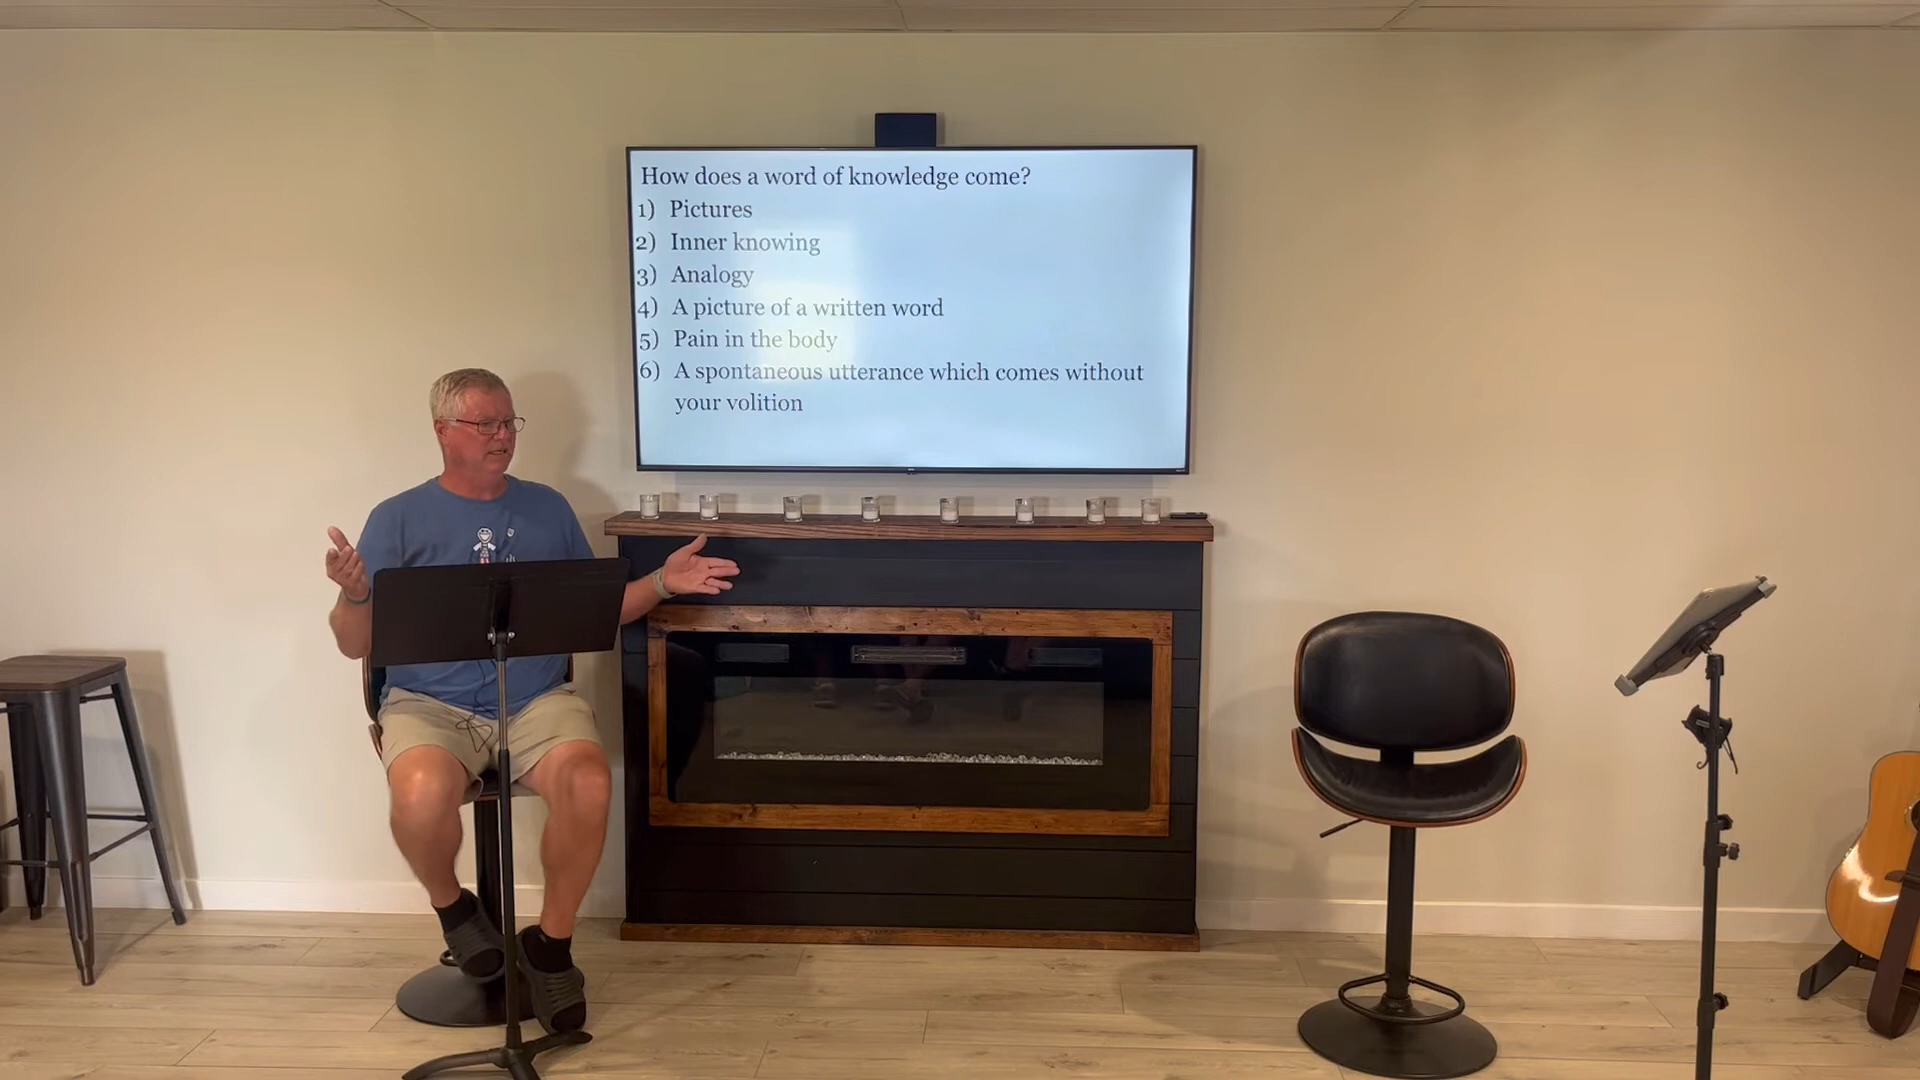 How does a word of knowledge come?
1) Pictures
2) Inner knowing
3) Analogy
4) A picture of a written word
5) Pain in the body
6) A spontaneous utterance which comes without
your volition